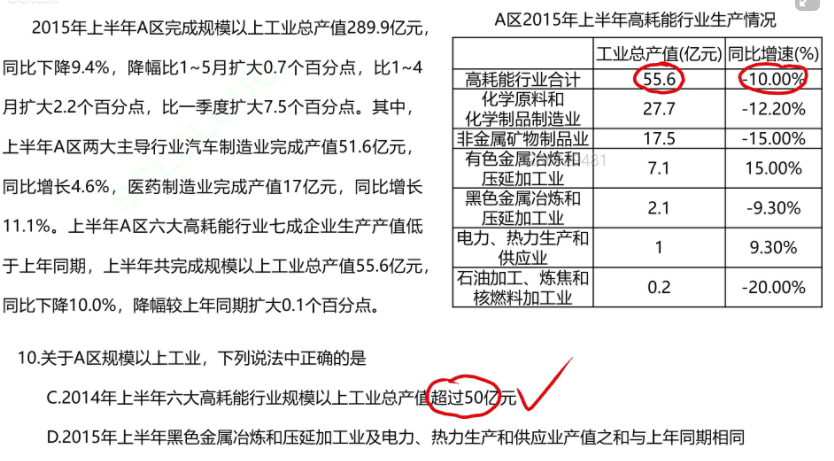 2015年上半年A区完成规模以上工业总产值289.9亿元，
同比下降9.4%，降幅比1~5月扩大0.7个百分点，比1~4
月扩大2.2个百分点，比一季度扩大7.5个百分点。其中，
上半年A区两大主导行业汽车制造业完成产值51.6亿元，
同比增长4.6%，医药制造业完成产值17亿元，同比增长
11.1%。上半年A区六大高耗能行业七成企业生产产值低
于上年同期，上半年共完成规模以上工业总产值55.6亿元，
同比下降10.0%，降幅较上年同期扩大0.1个百分点。
A区2015年上半年高耗能行业生产情况
工业总产值(亿元) 同比增速(%)
高耗能行业合计 55.6 -10.00%
化学原料和
化学制品制造业 27.7 -12.20%
非金属矿物制品业 17.5 -15.00%
有色金属冶炼和
压延加工业 7.1 15.00%
黑色金属冶炼和
压延加工业 2.1 -9.30%
电力、热力生产和
供应业 1 9.30%
石油加工、炼焦和
核燃料加工业 0.2 -20.00%
10.关于A区规模以上工业，下列说法中正确的是
C.2014年上半年六大高耗能行业规模以上工业总产值超过50亿元
D.2015年上半年黑色金属冶炼和压延加工业及电力、热力生产和供应业产值之和与上年同期相同